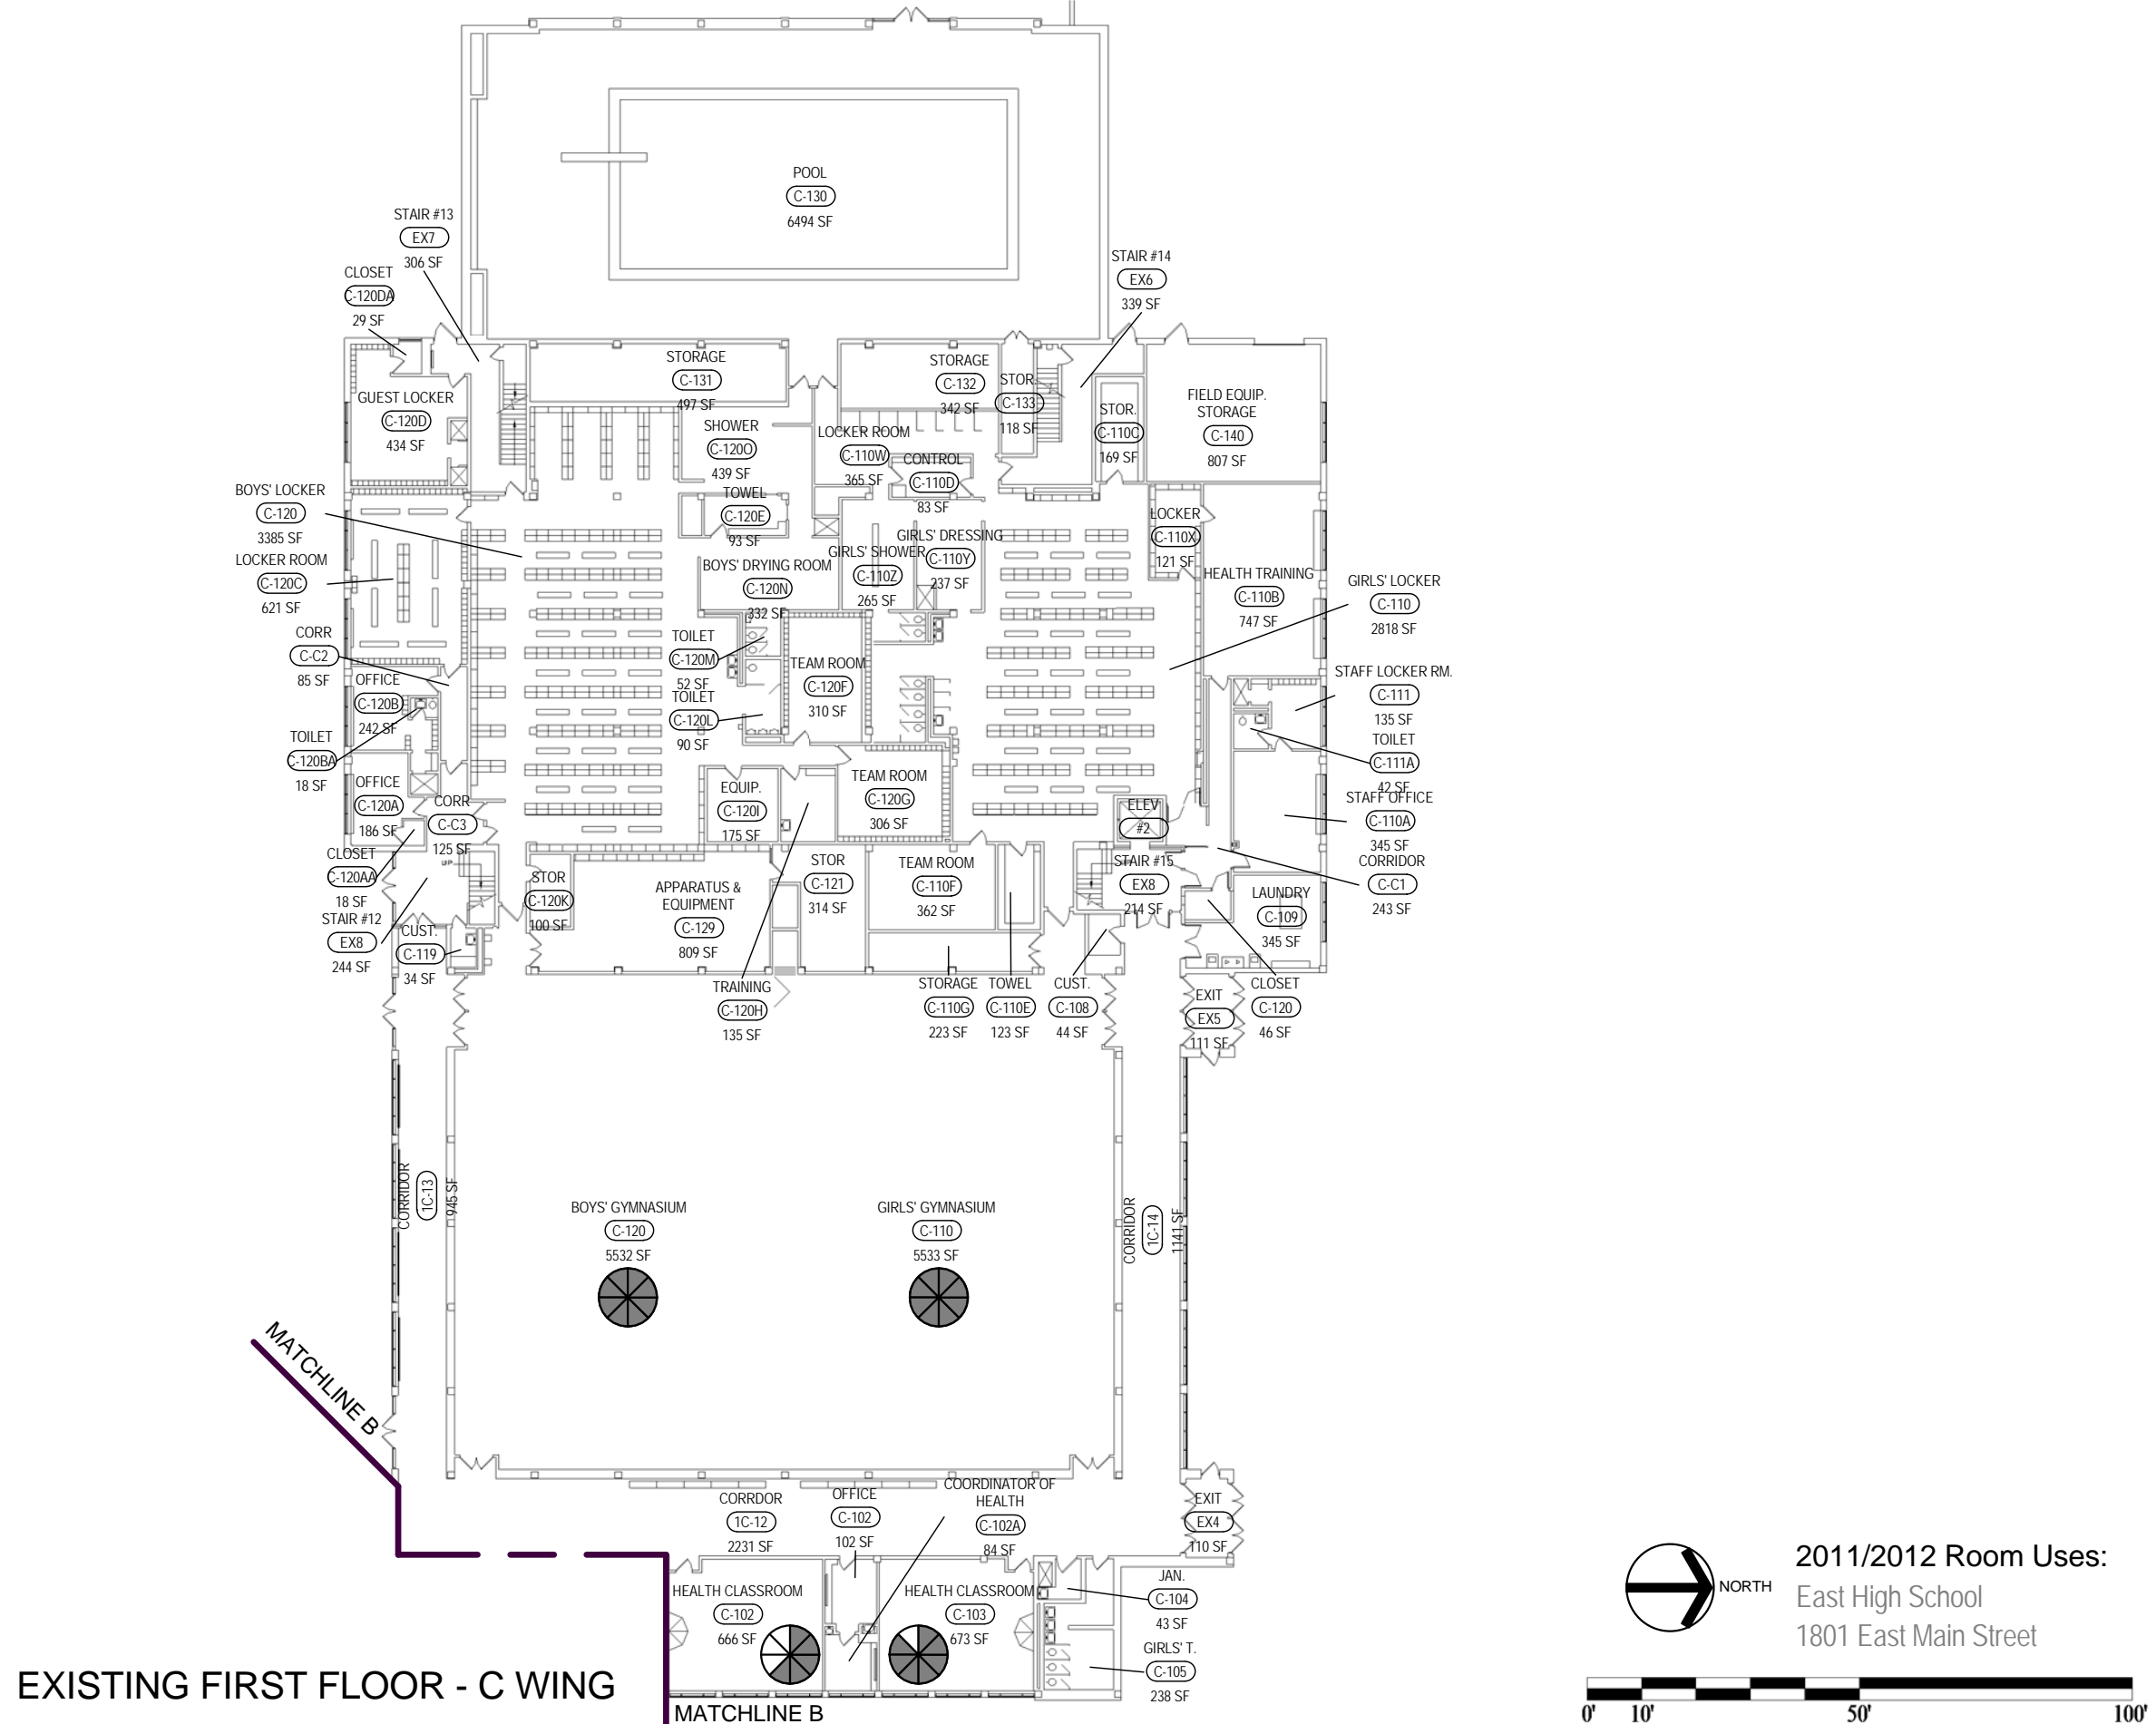 POOL
C-130
6494 SF
STAIR #13
EX7
306 SF
CLOSET
C-120DA
29 SF
STAIR #14
EX6
339 SF
STORAGE
C-131
497 SF
STORAGE
C-132
342 SF
STOR.
C-133
118 SF
GUEST LOCKER
C-120D
434 SF
SHOWER
C-120O
439 SF
LOCKER ROOM
C-110W
365 SF
CONTROL
C-110D
83 SF
STOR.
C-110C
169 SF
FIELD EQUIP.
STORAGE
C-140
807 SF
BOYS' LOCKER
C-120
3385 SF
TOWEL
C-120E
93 SF
LOCKER
C-110X
121 SF
LOCKER ROOM
C-120C
621 SF
BOYS' DRYING ROOM
C-120N
332 SF
GIRLS' SHOWER
C-110Z
265 SF
GIRLS' DRESSING
C-110Y
237 SF
HEALTH TRAINING
C-110B
747 SF
GIRLS' LOCKER
C-110
2818 SF
CORR
C-C2
85 SF
OFFICE
C-120B
242 SF
TOILET
C-120M
52 SF
TOILET
C-120L
90 SF
TEAM ROOM
C-120F
310 SF
STAFF LOCKER RM.
C-111
135 SF
TOILET
C-111A
42 SF
TOILET
C-120BA
18 SF
OFFICE
C-120A
186 SF
CORR
C-C3
125 SF
EQUIP.
C-120I
175 SF
TEAM ROOM
C-120G
306 SF
ELEV
#2
STAFF OFFICE
C-110A
345 SF
CLOSET
C-120AA
18 SF
UP
STOR
C-120K
100 SF
APPARATUS &
EQUIPMENT
C-129
809 SF
STOR
C-121
314 SF
TEAM ROOM
C-110F
362 SF
STAIR #15
EX8
214 SF
CORRIDOR
C-C1
243 SF
LAUNDRY
C-109
345 SF
STAIR #12
EX8
244 SF
CUST.
C-119
34 SF
TRAINING
C-120H
135 SF
STORAGE
C-110G
223 SF
TOWEL
C-110E
123 SF
CUST.
C-108
44 SF
EXIT
EX5
111 SF
CLOSET
C-120
46 SF
CORRIDOR
1C-13
945 SF
BOYS' GYMNASIUM
C-120
5532 SF
GIRLS' GYMNASIUM
C-110
5533 SF
CORRIDOR
1C-14
1141 SF
MATCHLINE B
CORRDOR
1C-12
2231 SF
OFFICE
C-102
102 SF
COORDINATOR OF
HEALTH
C-102A
84 SF
EXIT
EX4
110 SF
HEALTH CLASSROOM
C-102
666 SF
HEALTH CLASSROOM
C-103
673 SF
JAN.
C-104
43 SF
GIRLS' T.
C-105
238 SF
MATCHLINE B
EXISTING FIRST FLOOR - C WING
NORTH
2011/2012 Room Uses:
East High School
1801 East Main Street
0' 10' 50' 100'